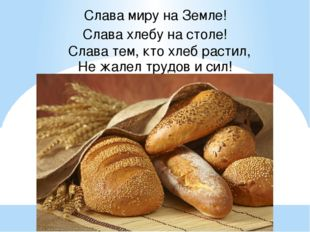 Слава миру на Земле!
Слава хлебу на столе!
Слава тем, кто хлеб растил,
Не жалел трудов и сил!